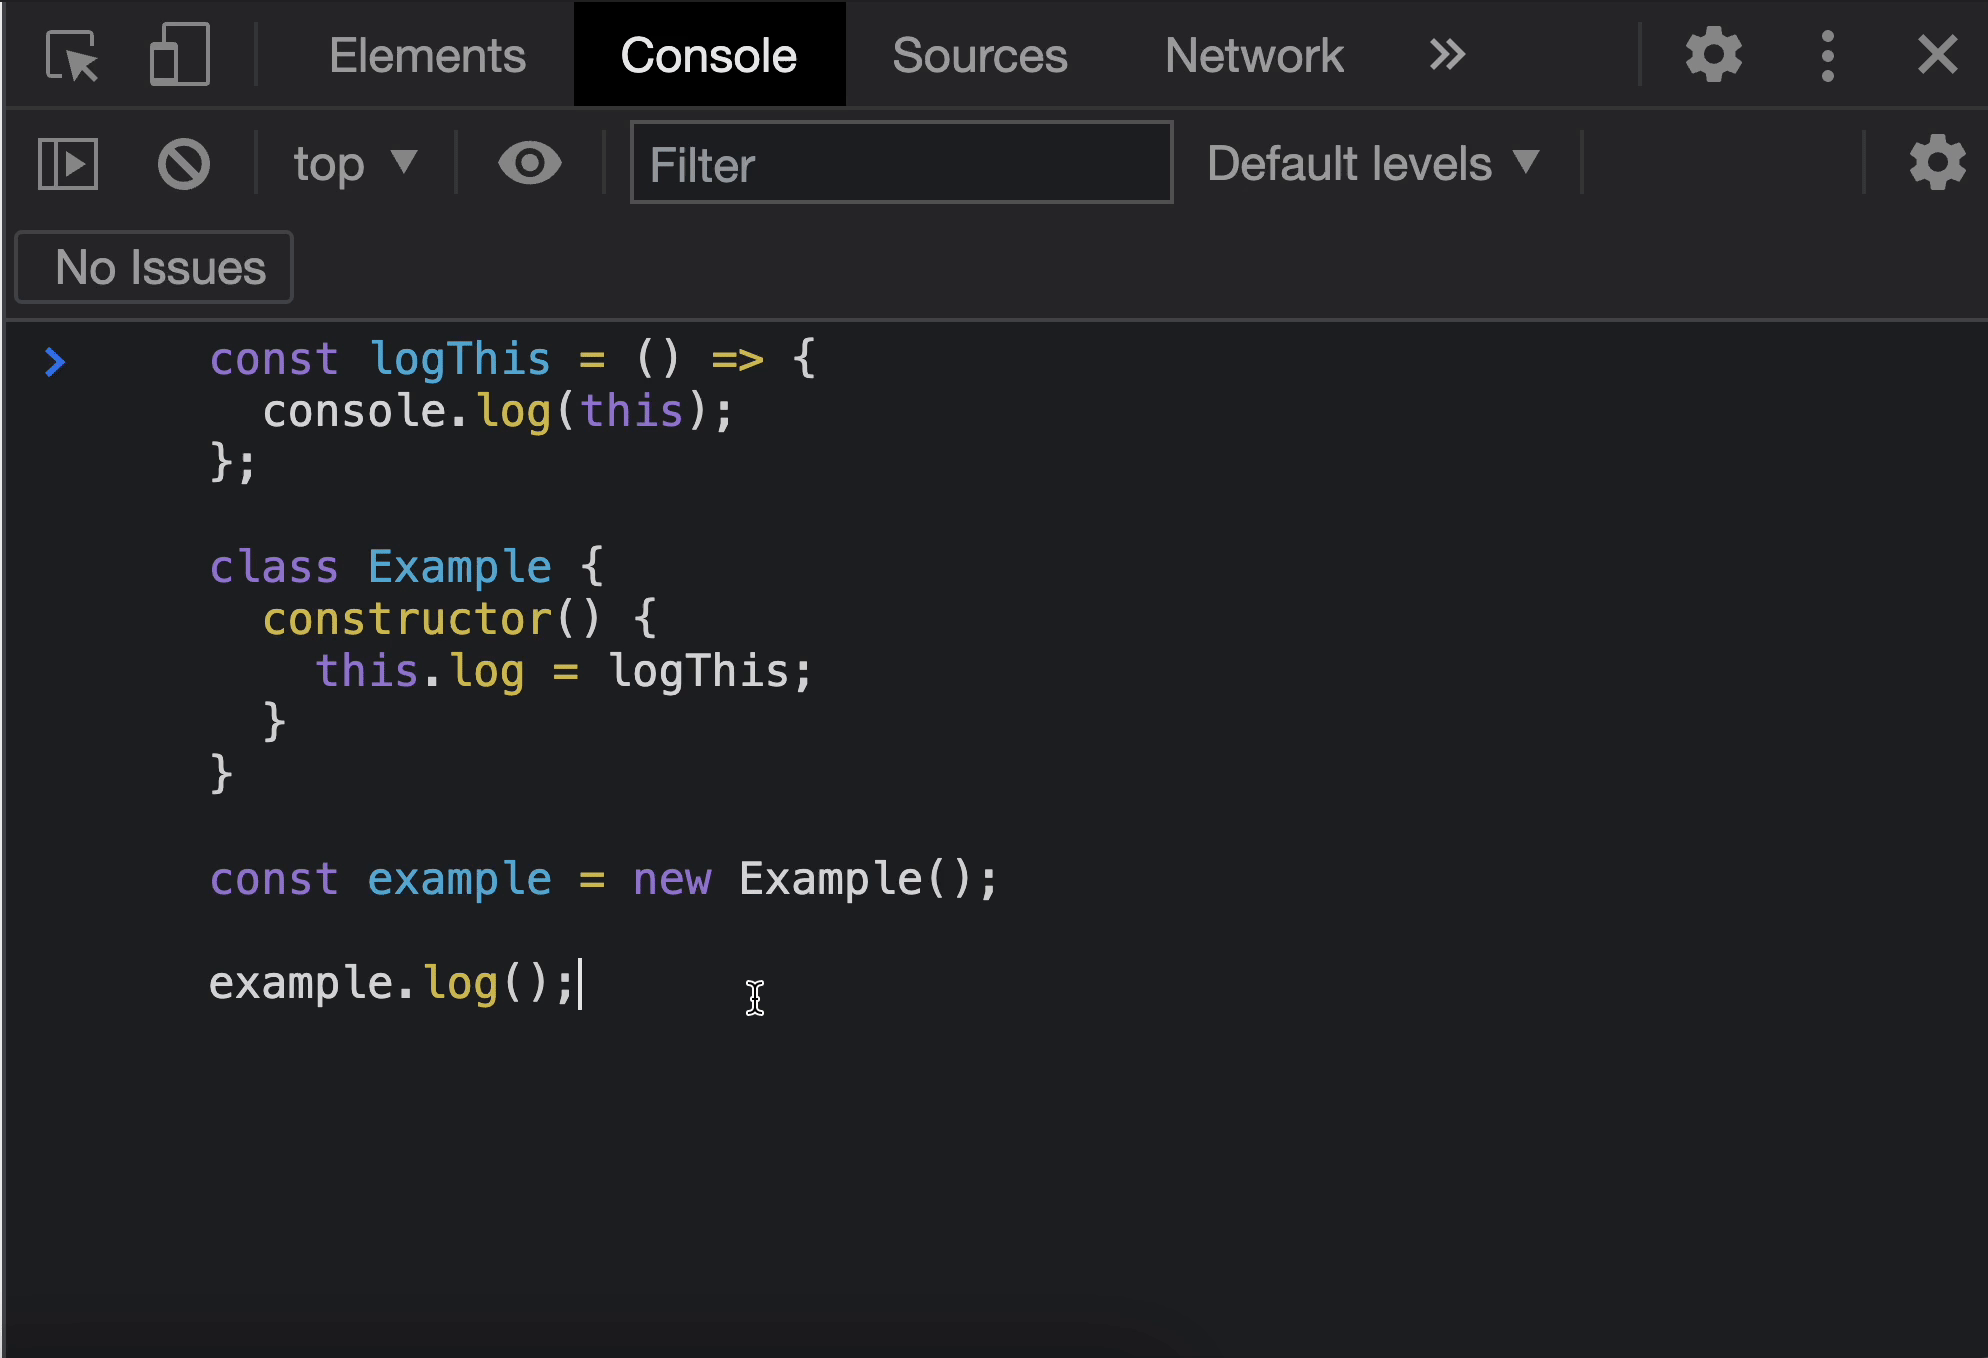 Elements Console Sources Network
top Filter Default levels
No Issues
const logThis = () => {
  console.log(this);
};

class Example {
  constructor() {
    this.log = logThis;
  }
}

const example = new Example();

example.log();